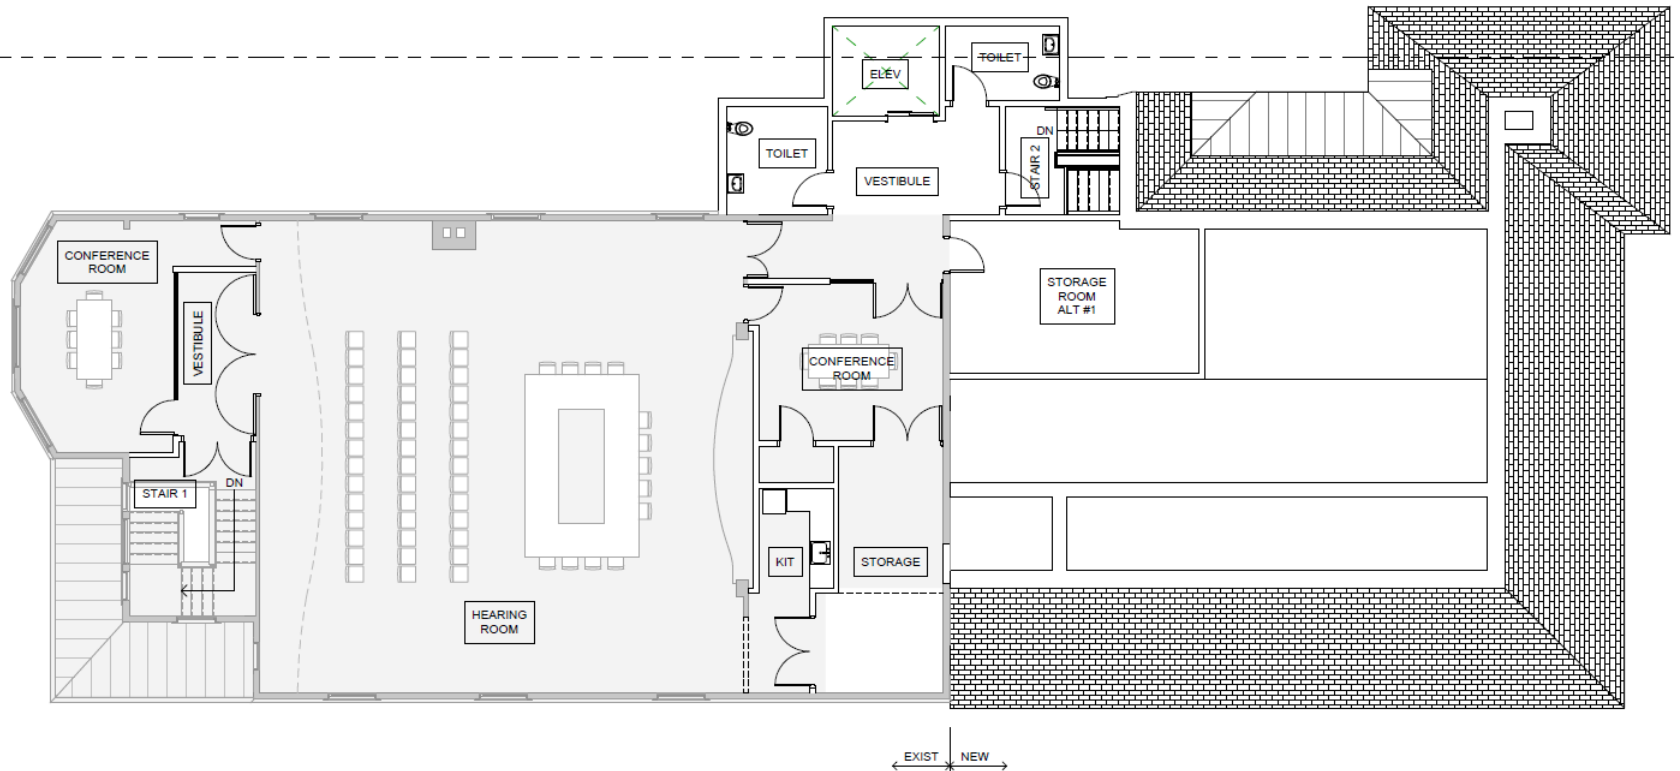 TOILET
ELEV
DN
TOILET
STAIR 2
VESTIBULE
CONFERENCE
ROOM
STORAGE
ROOM
ALT #1
VESTIBULE
CONFERENCE
ROOM
DN
STAIR 1
KIT
STORAGE
HEARING
ROOM
EXIST
NEW